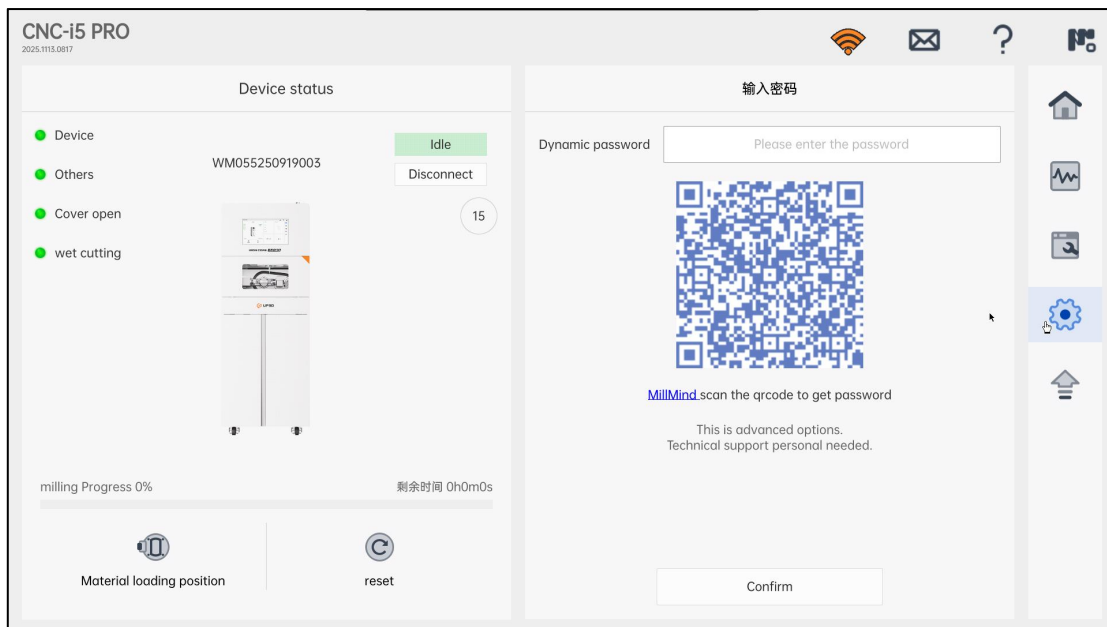 CNC-i5 PRO
2025.1113.0817
Device status
Device
Others
Cover open
wet cutting
WM055250919003
Idle
Disconnect
15
milling Progress 0%
剩余时间 0h0m0s
Material loading position
reset
输入密码
Dynamic password
Please enter the password
MillMind scan the qrcode to get password
This is advanced options.
Technical support personal needed.
Confirm